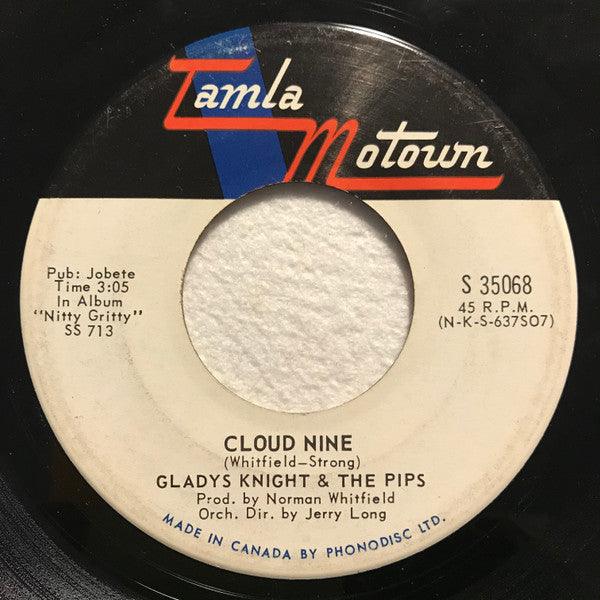 Tamla
Motown
Pub: Jobete
Time 3:05
In Album
"Nitty Gritty"
SS 713
S 35068
45 R.P.M.
(N-K-S-637S07)
CLOUD NINE
(Whitfield—Strong)
GLADYS KNIGHT & THE PIPS
Prod. by Norman Whitfield
Orch. Dir. by Jerry Long
MADE IN CANADA BY PHONODISC LTD.